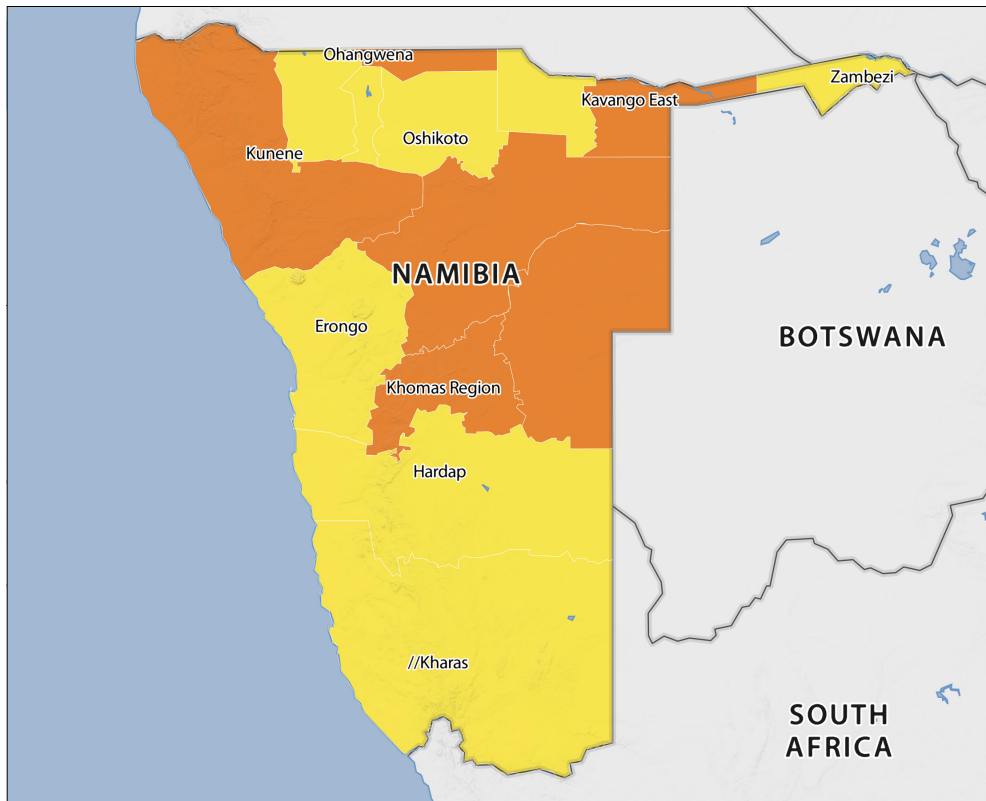 Ohangwena
Zambezi
Kavango East
Oshikoto
Kunene
NAMIBIA
Erongo
BOTSWANA
Khomas Region
Hardap
//Kharas
SOUTH
AFRICA